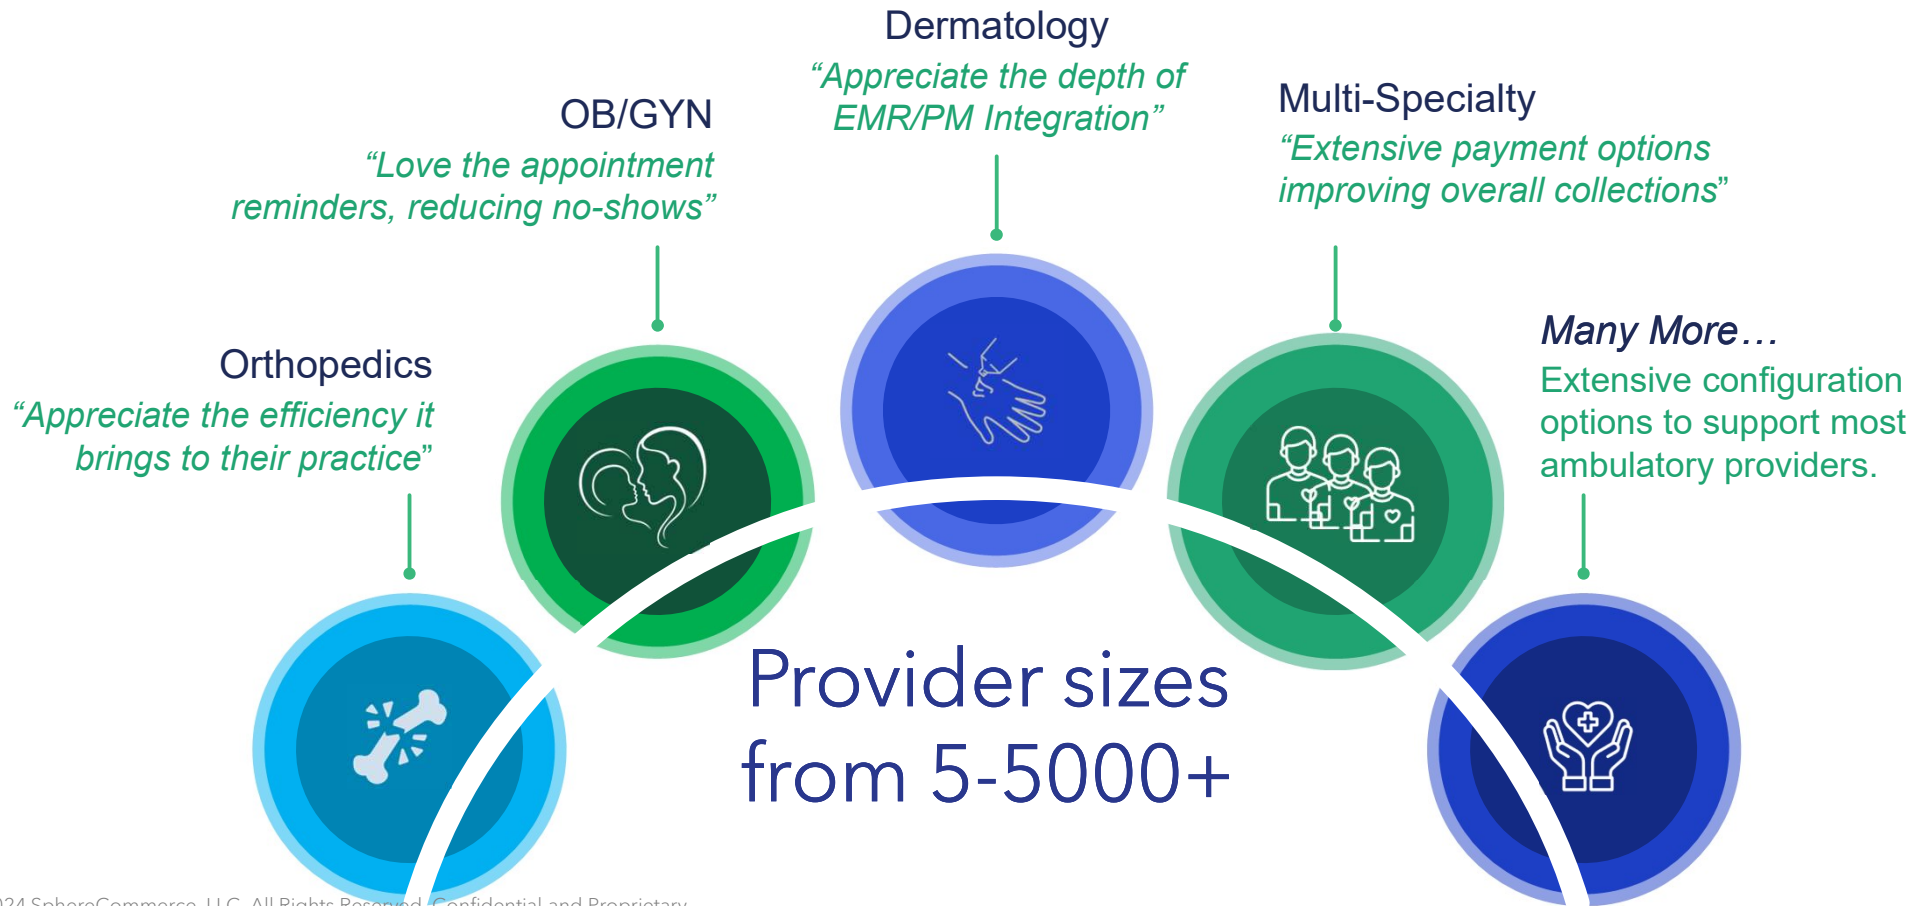 Dermatology
“Appreciate the depth of
EMR/PM Integration”
OB/GYN
“Love the appointment
reminders, reducing no-shows”
Multi-Specialty
“Extensive payment options
improving overall collections”
Orthopedics
“Appreciate the efficiency it
brings to their practice”
Many More…
Extensive configuration
options to support most
ambulatory providers.
Provider sizes
from 5-5000+
24 SphereCommerce, LLC. All Rights Reserved. Confidential and Proprietary